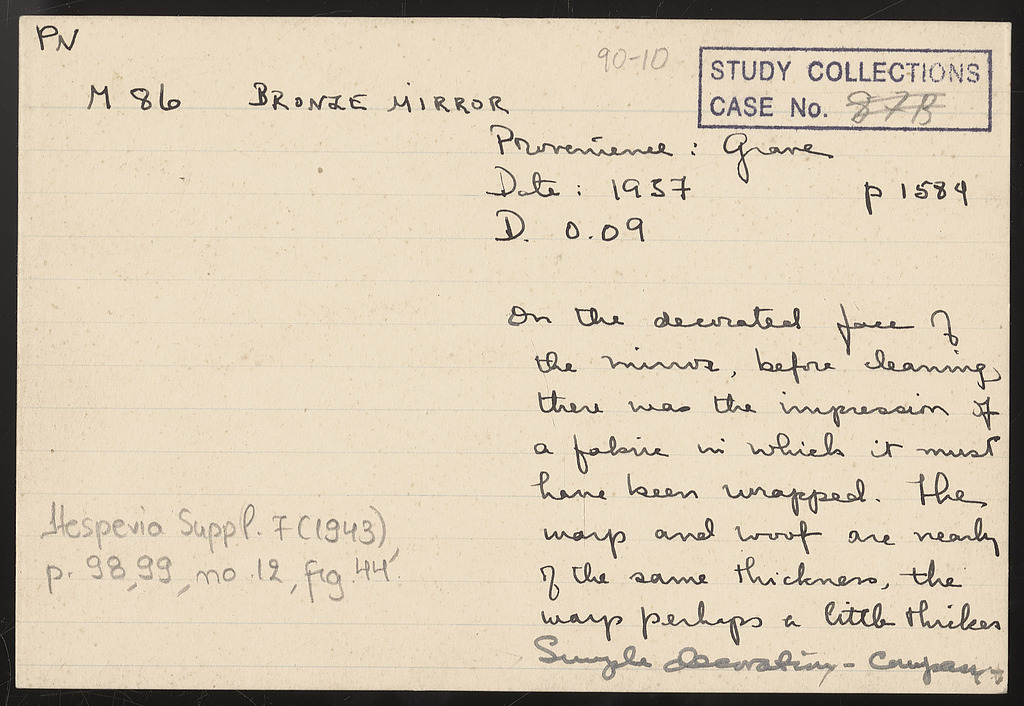 PN
90-10
STUDY COLLECTIONS
CASE No. 87B
M 86 BRONZE MIRROR
Provenience : Grave
Date : 1937 P 1584
D. 0.09
On the decorated face of
the mirror, before cleaning,
there was the impression of
a fabric in which it must
have been wrapped. The
warp and woof are nearly
of the same thickness, the
warp perhaps a little thicker
Simple decoration -
Hesperia Suppl. 7 (1943),
p. 98,99, no. 12, fig. 44.